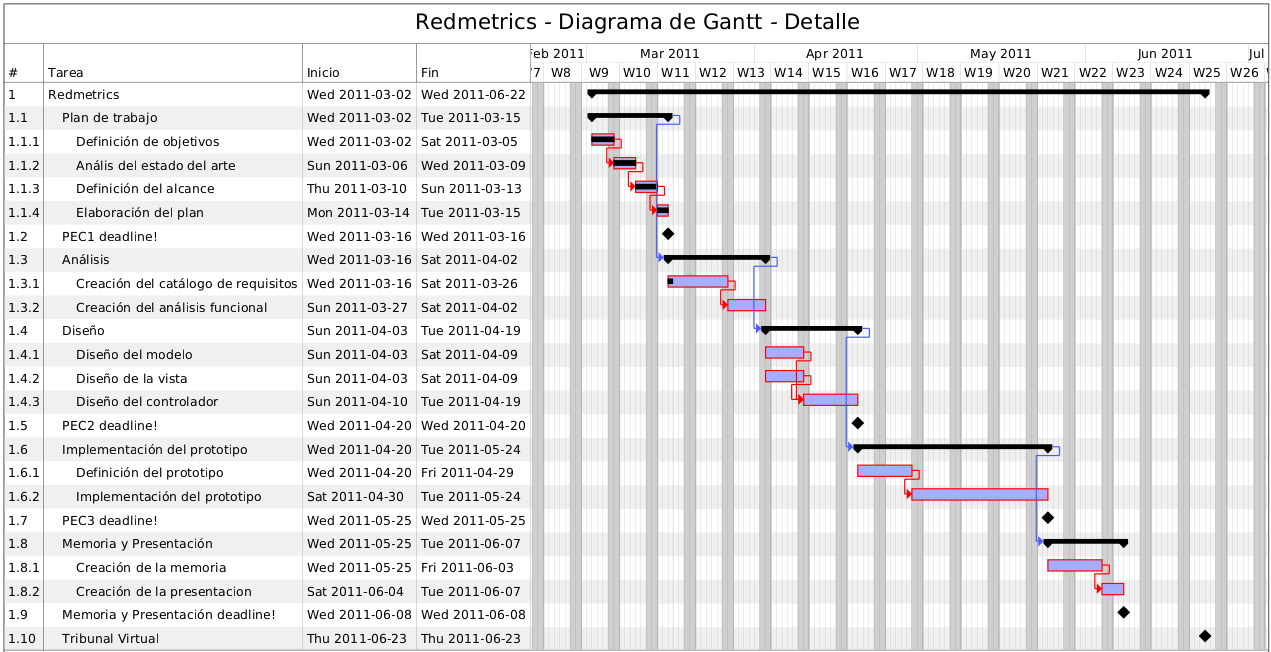 Redmetrics - Diagrama de Gantt - Detalle
Feb 2011 Mar 2011 Apr 2011 May 2011 Jun 2011 Jul
# Tarea Inicio Fin 7 W8 W9 W10 W11 W12 W13 W14 W15 W16 W17 W18 W19 W20 W21 W22 W23 W24 W25 W26
1 Redmetrics Wed 2011-03-02 Wed 2011-06-22
1.1 Plan de trabajo Wed 2011-03-02 Tue 2011-03-15
1.1.1 Definición de objetivos Wed 2011-03-02 Sat 2011-03-05
1.1.2 Anális del estado del arte Sun 2011-03-06 Wed 2011-03-09
1.1.3 Definición del alcance Thu 2011-03-10 Sun 2011-03-13
1.1.4 Elaboración del plan Mon 2011-03-14 Tue 2011-03-15
1.2 PEC1 deadline! Wed 2011-03-16 Wed 2011-03-16
1.3 Análisis Wed 2011-03-16 Sat 2011-04-02
1.3.1 Creación del catálogo de requisitos Wed 2011-03-16 Sat 2011-03-26
1.3.2 Creación del análisis funcional Sun 2011-03-27 Sat 2011-04-02
1.4 Diseño Sun 2011-04-03 Tue 2011-04-19
1.4.1 Diseño del modelo Sun 2011-04-03 Sat 2011-04-09
1.4.2 Diseño de la vista Sun 2011-04-03 Sat 2011-04-09
1.4.3 Diseño del controlador Sun 2011-04-10 Tue 2011-04-19
1.5 PEC2 deadline! Wed 2011-04-20 Wed 2011-04-20
1.6 Implementación del prototipo Wed 2011-04-20 Tue 2011-05-24
1.6.1 Definición del prototipo Wed 2011-04-20 Fri 2011-04-29
1.6.2 Implementación del prototipo Sat 2011-04-30 Tue 2011-05-24
1.7 PEC3 deadline! Wed 2011-05-25 Wed 2011-05-25
1.8 Memoria y Presentación Wed 2011-05-25 Tue 2011-06-07
1.8.1 Creación de la memoria Wed 2011-05-25 Fri 2011-06-03
1.8.2 Creación de la presentacion Sat 2011-06-04 Tue 2011-06-07
1.9 Memoria y Presentación deadline! Wed 2011-06-08 Wed 2011-06-08
1.10 Tribunal Virtual Thu 2011-06-23 Thu 2011-06-23